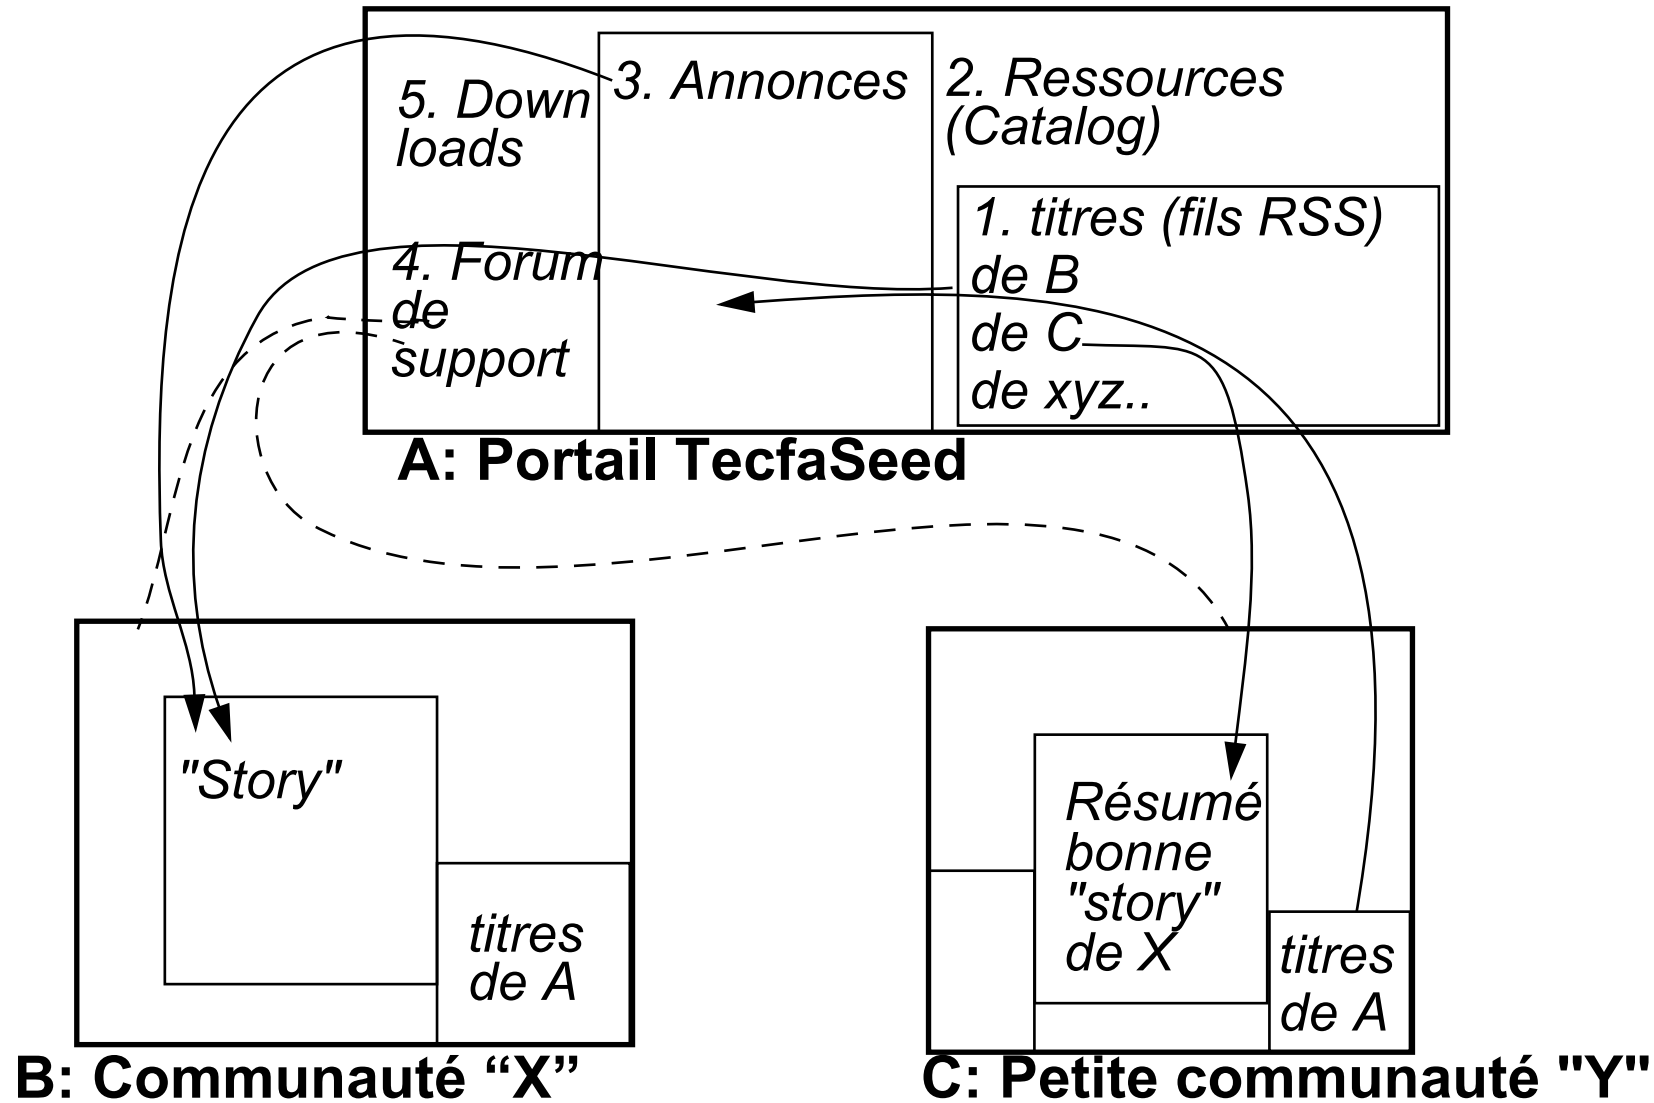 5. Down
loads
3. Annonces
2. Ressources
(Catalog)
1. titres (fils RSS)
de B
de C
de xyz..
4. Forum
de
support
A: Portail TecfaSeed
"Story"
titres
de A
B: Communauté “X”
Résumé
bonne
"story"
de X
titres
de A
C: Petite communauté "Y"